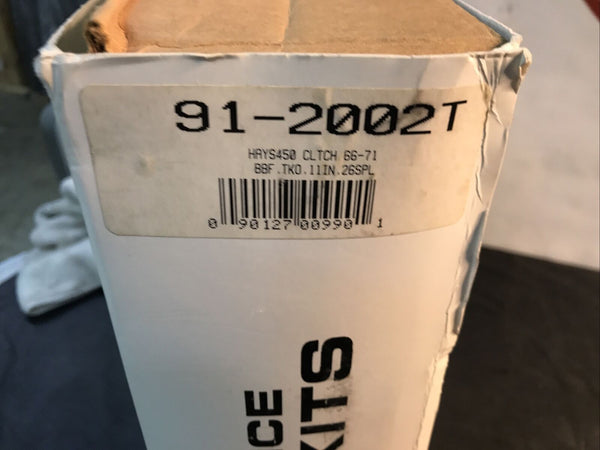 91-2002T
HAYS450 CLTCH 66-71
BBF.TKO.11IN.26SPL
0 90127 00990 1
CE
KITS